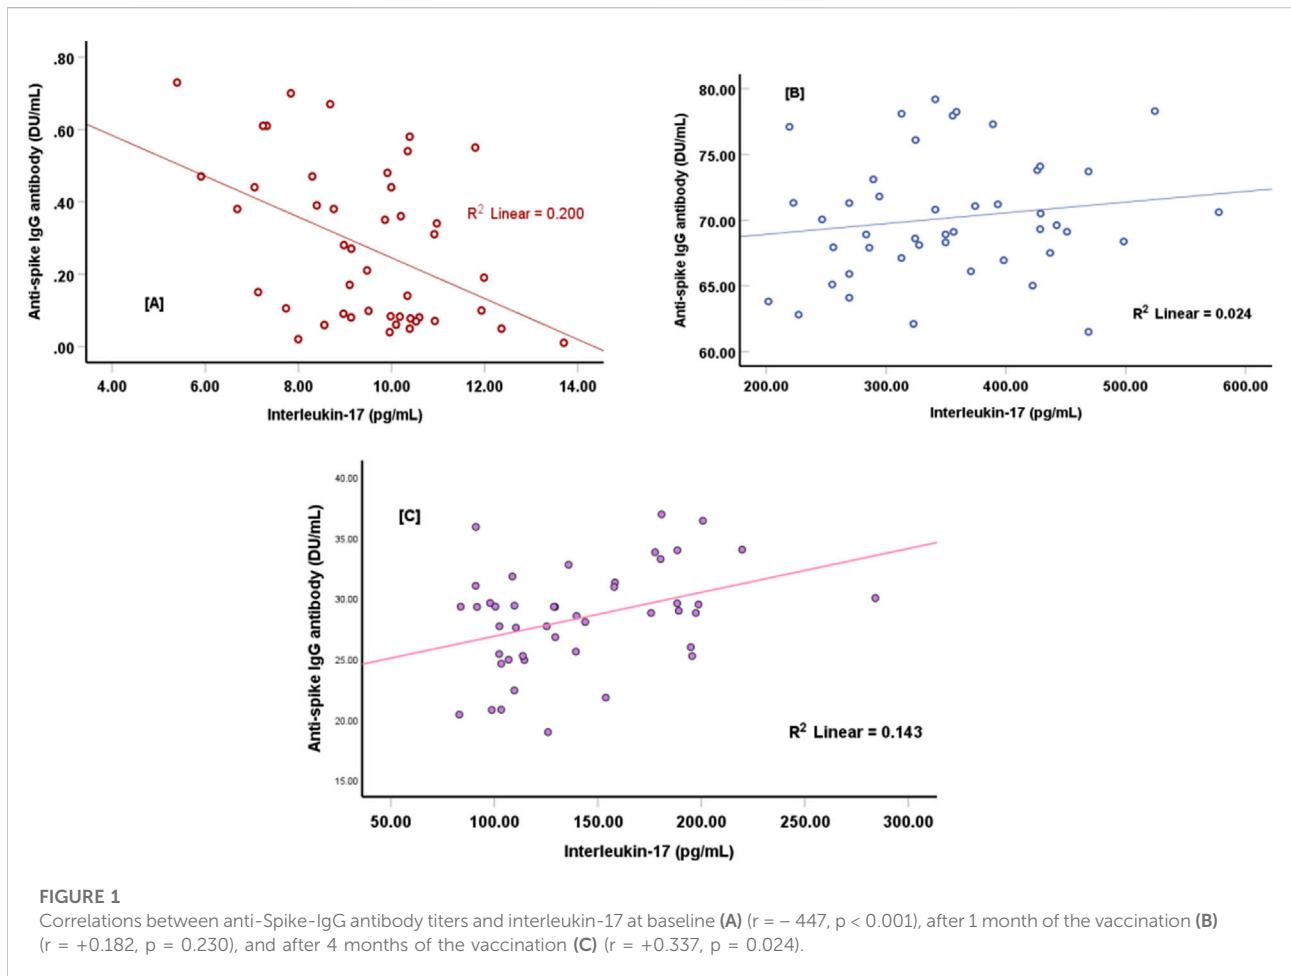 .80
.60
.40
.20
.00
Anti-spike IgG antibody (DU/mL)
R2 Linear = 0.200
[A]
4.00 6.00 8.00 10.00 12.00 14.00
Interleukin-17 (pg/mL)
80.00
75.00
70.00
65.00
60.00
Anti-spike IgG antibody (DU/mL)
[B]
R2 Linear = 0.024
200.00 300.00 400.00 500.00 600.00
Interleukin-17 (pg/mL)
40.00
35.00
30.00
25.00
20.00
15.00
Anti-spike IgG antibody (DU/mL)
[C]
R2 Linear = 0.143
50.00 100.00 150.00 200.00 250.00 300.00
Interleukin-17 (pg/mL)
FIGURE 1
Correlations between anti-Spike-IgG antibody titers and interleukin-17 at baseline (A) (r = – 447, p < 0.001), after 1 month of the vaccination (B)
(r = +0.182, p = 0.230), and after 4 months of the vaccination (C) (r = +0.337, p = 0.024).